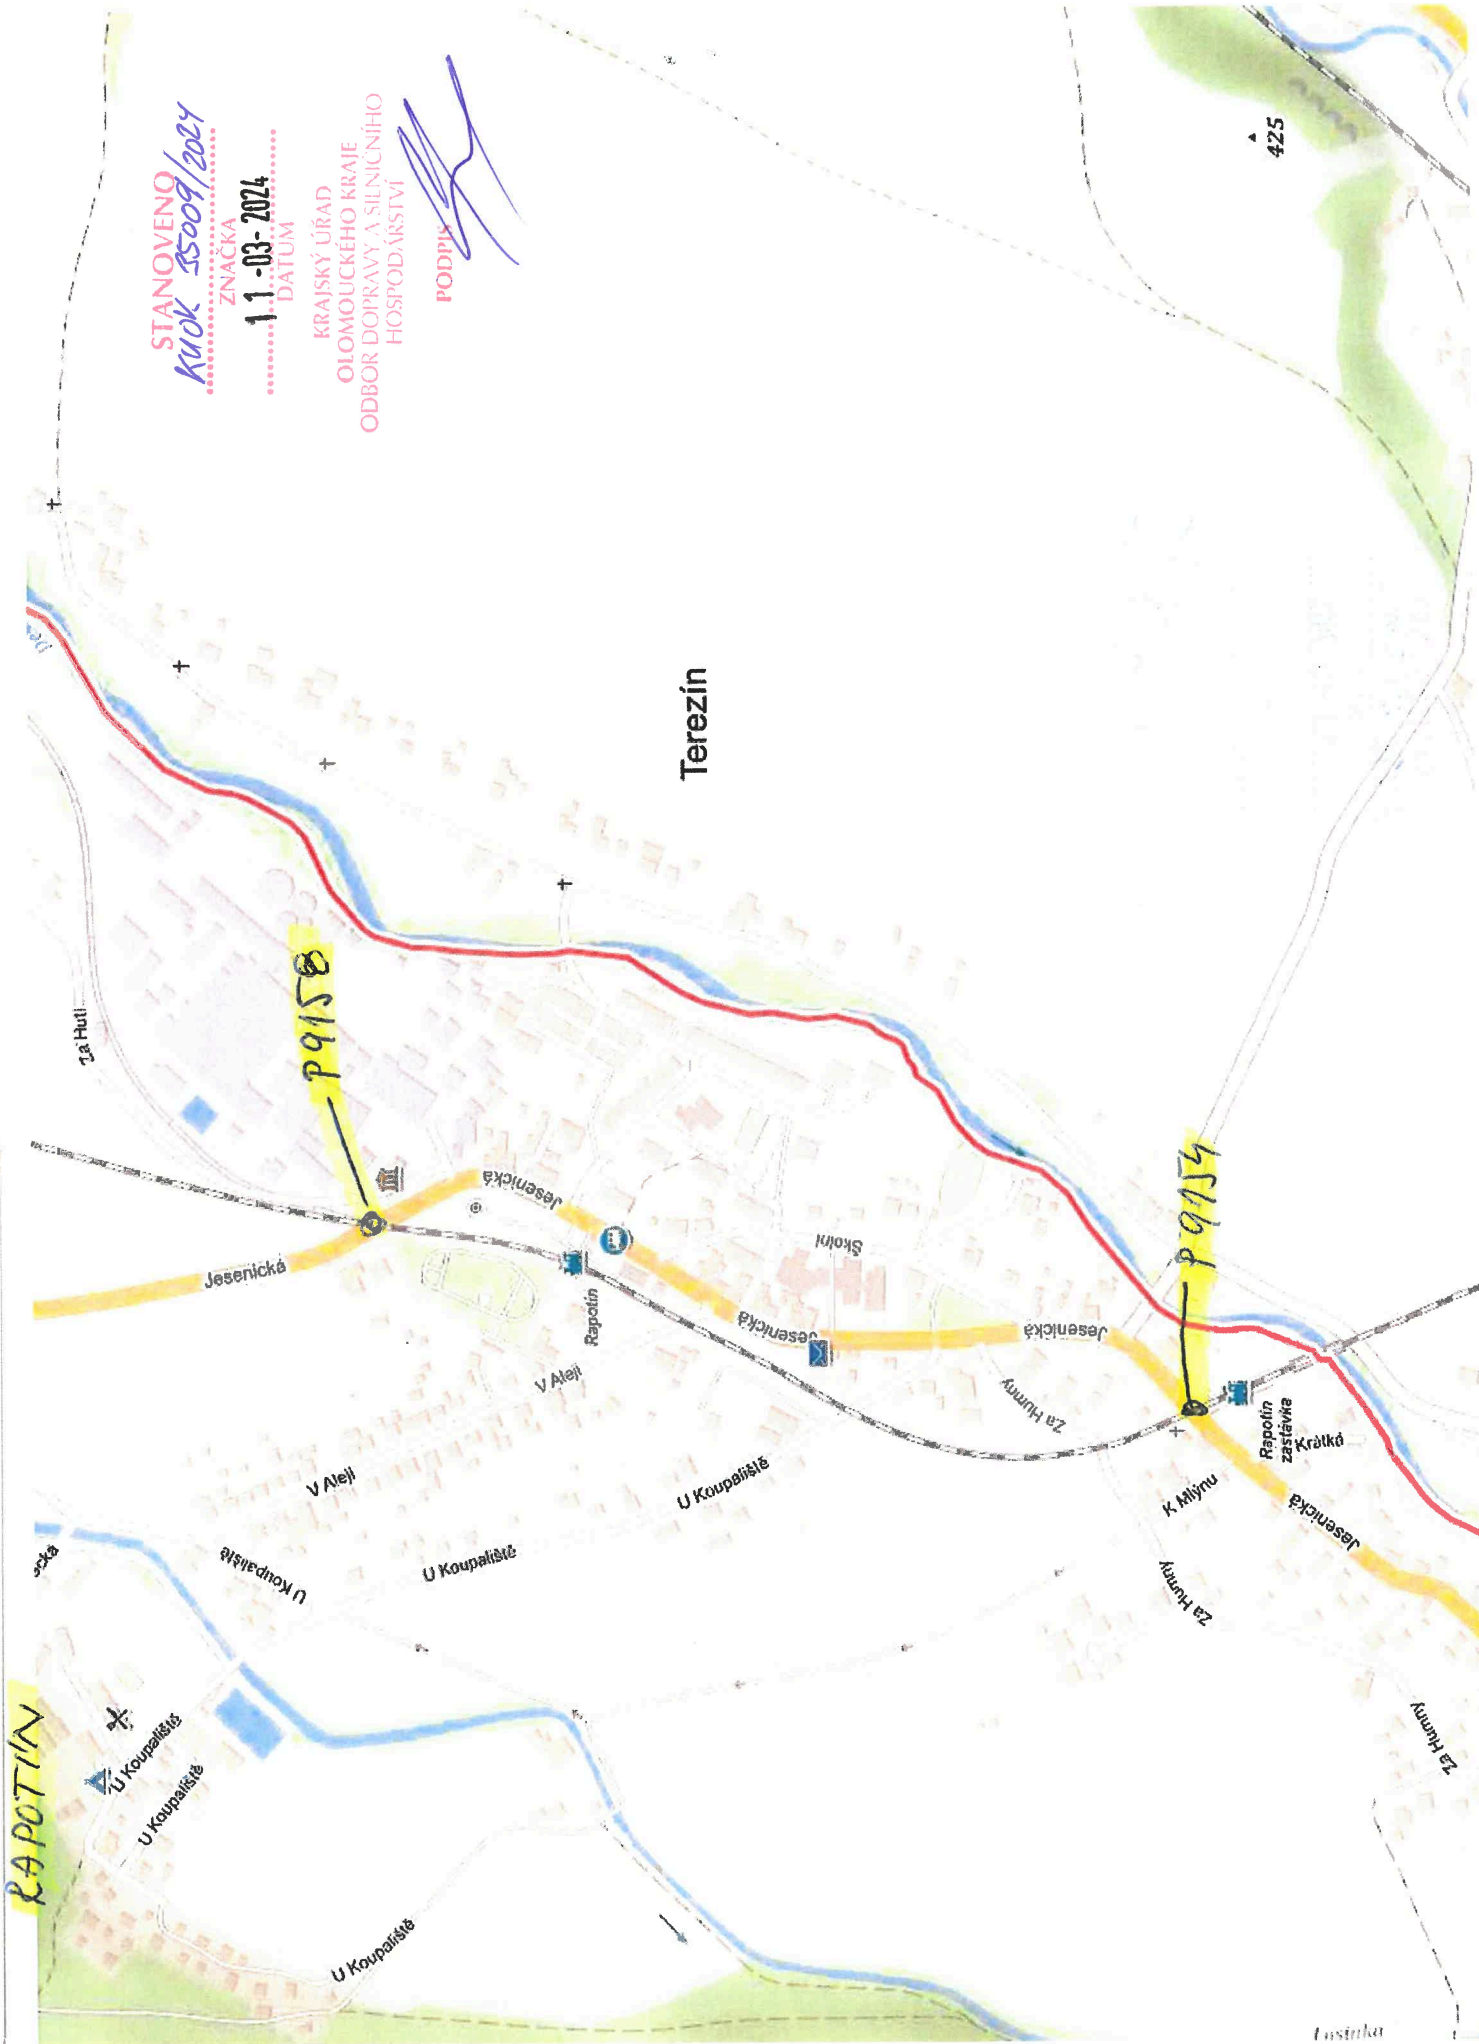 RAPOTÍN
STANOVENO
KUOK 35009/2024
ZNAČKA
11-03-2024
DATUM
KRAJSKÝ ÚŘAD
OLOMOUCKÉHO KRAJE
ODBOR DOPRAVY A SILNIČNÍHO
HOSPODÁŘSTVÍ
PODPIS
Za Hutí
P9158
Jesenická
Jesenická
Rapotín
V Aleji
V Aleji
U Koupaliště
U Koupaliště
U Koupaliště
U Koupaliště
U Koupaliště
U Koupaliště
Terezín
Školní
Jesenická
Jesenická
Za Humny
P9154
Rapotín
zastávka
Krátká
K Mlýnu
Jesenická
Za Humny
Za Humny
425